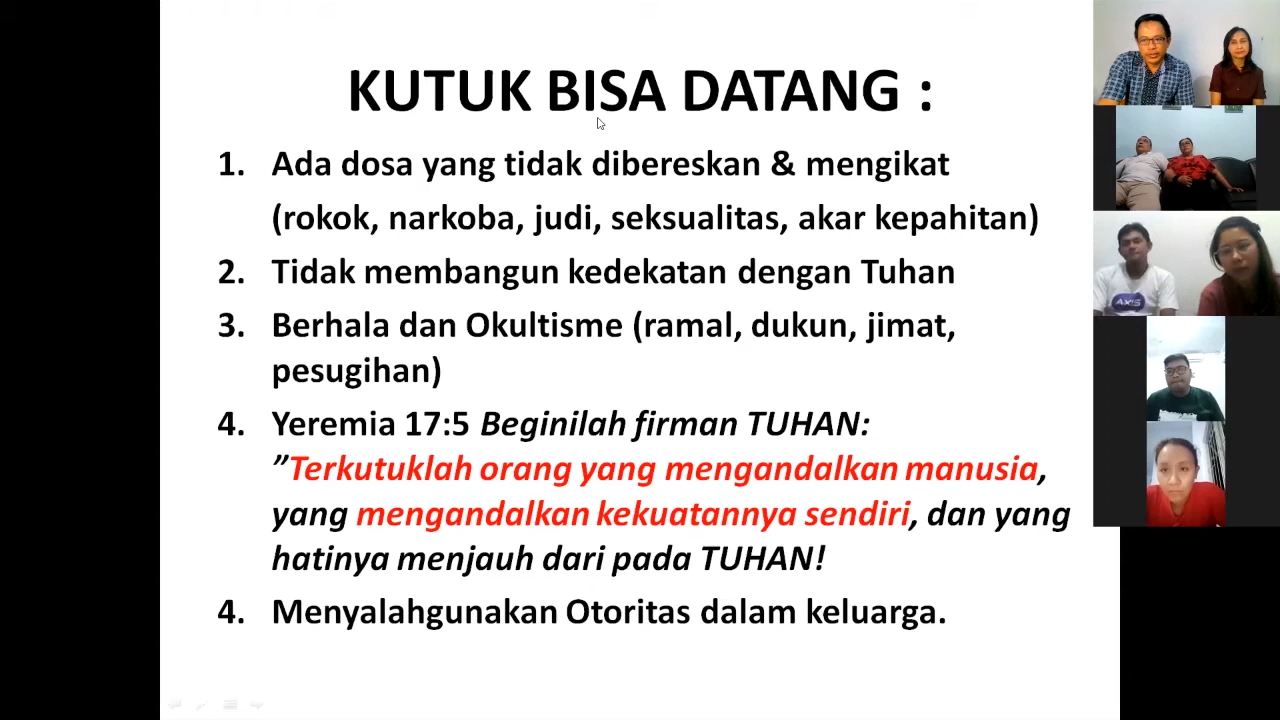 KUTUK BISA DATANG :
1. Ada dosa yang tidak dibereskan & mengikat
(rokok, narkoba, judi, seksualitas, akar kepahitan)
2. Tidak membangun kedekatan dengan Tuhan
3. Berhala dan Okultisme (ramal, dukun, jimat,
pesugihan)
4. Yeremia 17:5 Beginilah firman TUHAN:
”Terkutuklah orang yang mengandalkan manusia,
yang mengandalkan kekuatannya sendiri, dan yang
hatinya menjauh dari pada TUHAN!
4. Menyalahgunakan Otoritas dalam keluarga.
AXIS